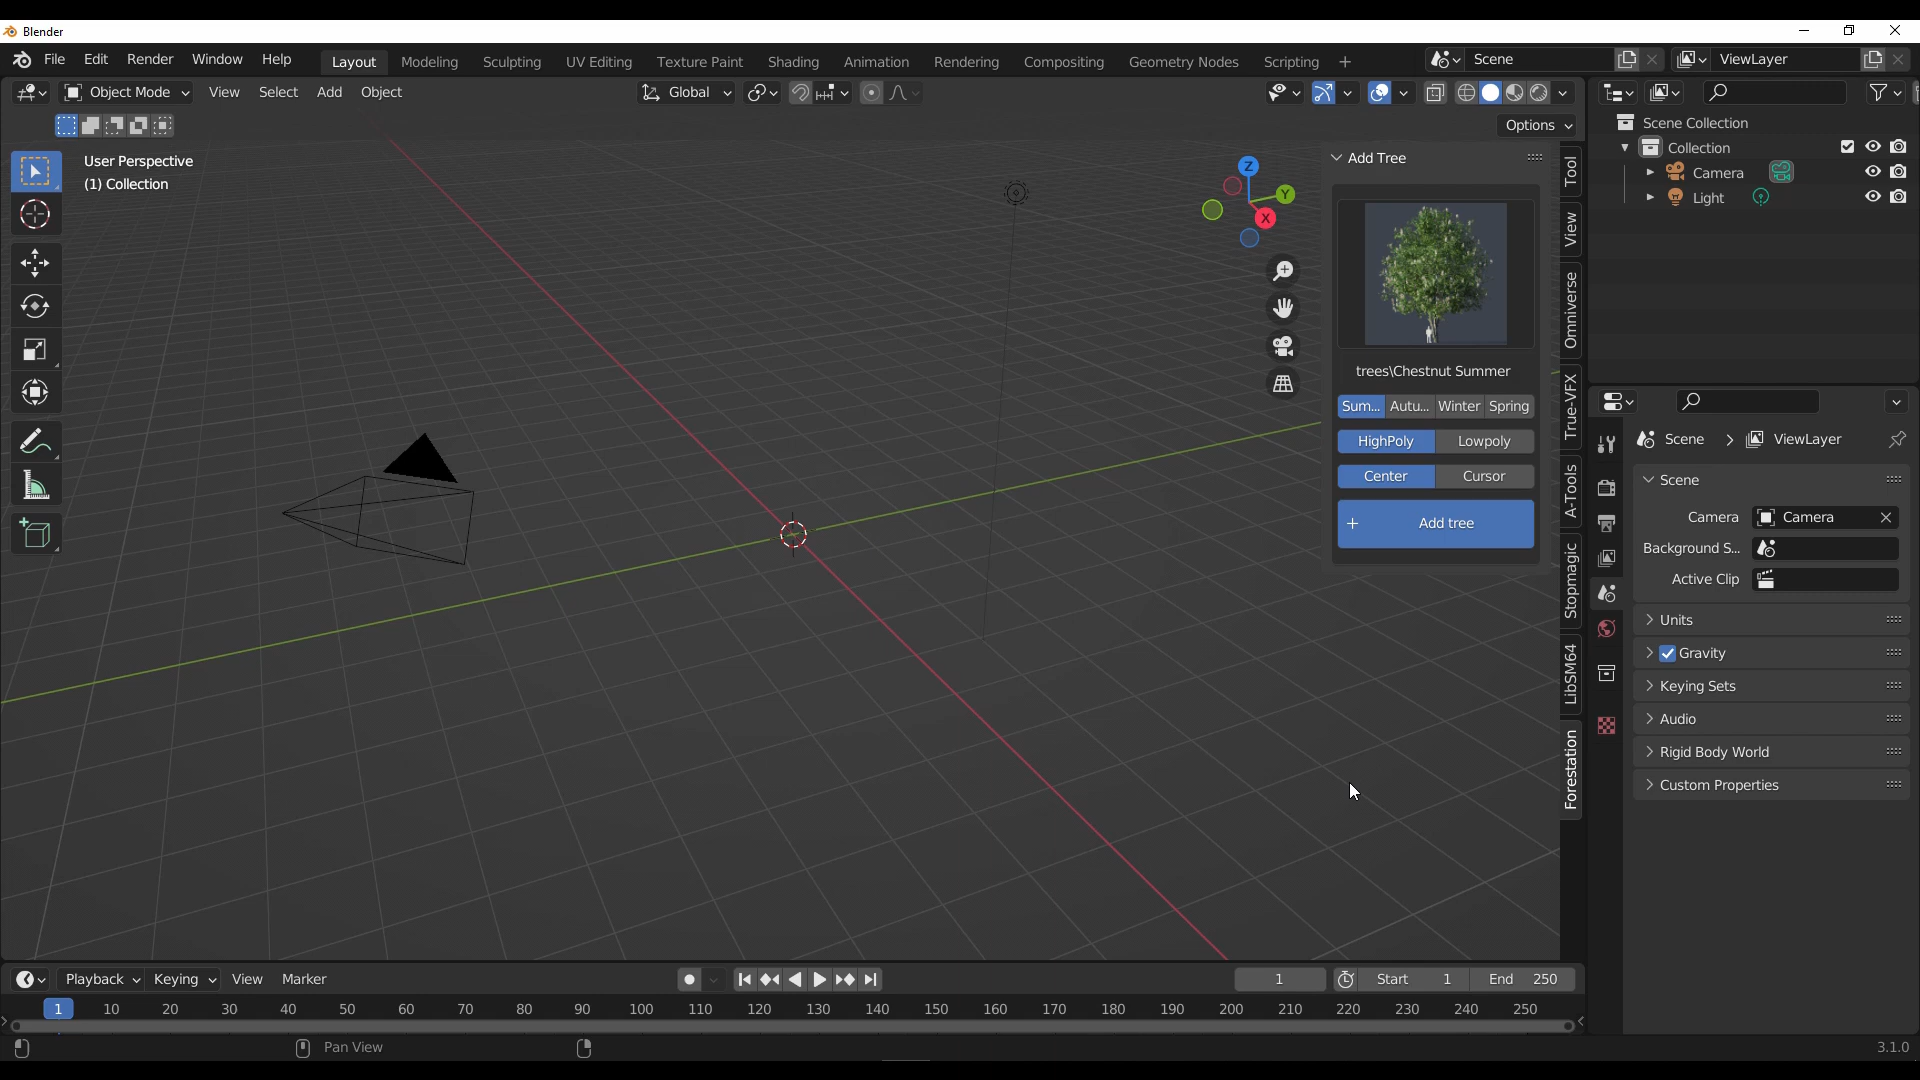 Blender
File Edit Render Window Help Layout Modeling Sculpting UV Editing Texture Paint Shading Animation Rendering Compositing Geometry Nodes Scripting + Scene ViewLayer
Object Mode View Select Add Object Global
Options
User Perspective
(1) Collection
Z
Y
X
Add Tree
trees\Chestnut Summer
Sum... Autu... Winter Spring
HighPoly Lowpoly
Center Cursor
+ Add tree
Tool
View
Omniverse
True-VFX
A-Tools
Stopmagic
LibSM64
Forestation
Scene Collection
Collection
Camera
Light
Scene > ViewLayer
Scene
Camera Camera
Background S...
Active Clip
Units
Gravity
Keying Sets
Audio
Rigid Body World
Custom Properties
Playback Keying View Marker 1 Start 1 End 250
1 10 20 30 40 50 60 70 80 90 100 110 120 130 140 150 160 170 180 190 200 210 220 230 240 250
Pan View 3.1.0